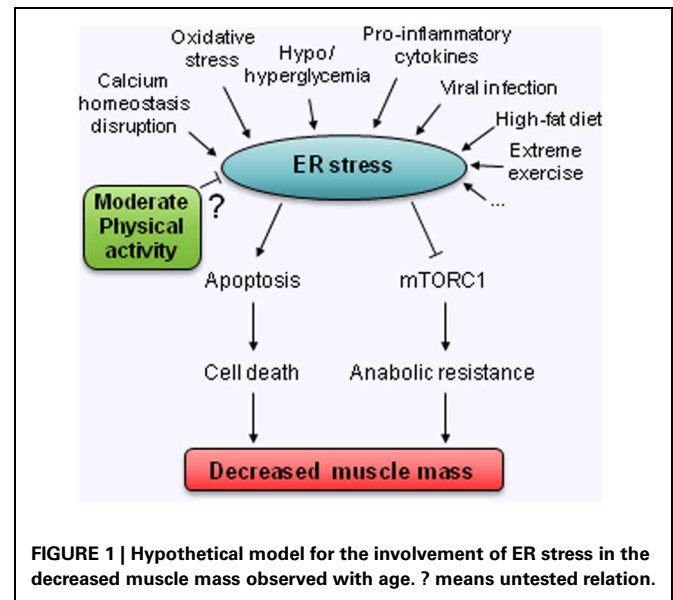 Oxidative
stress
Hypo/
hyperglycemia
Pro-inflammatory
cytokines
Calcium
homeostasis
disruption
Viral infection
High-fat diet
Extreme
exercise
...
ER stress
Moderate
Physical
activity
?
Apoptosis
mTORC1
Cell death
Anabolic resistance
Decreased muscle mass
FIGURE 1 | Hypothetical model for the involvement of ER stress in the
decreased muscle mass observed with age. ? means untested relation.